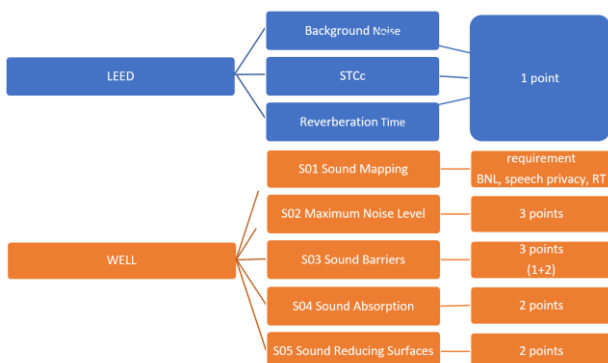 Background Noise
LEED
STCc
1 point
Reverberation Time
S01 Sound Mapping
requirement
BNL, speech privacy, RT
S02 Maximum Noise Level
3 points
WELL
S03 Sound Barriers
3 points
(1+2)
S04 Sound Absorption
2 points
S05 Sound Reducing Surfaces
2 points